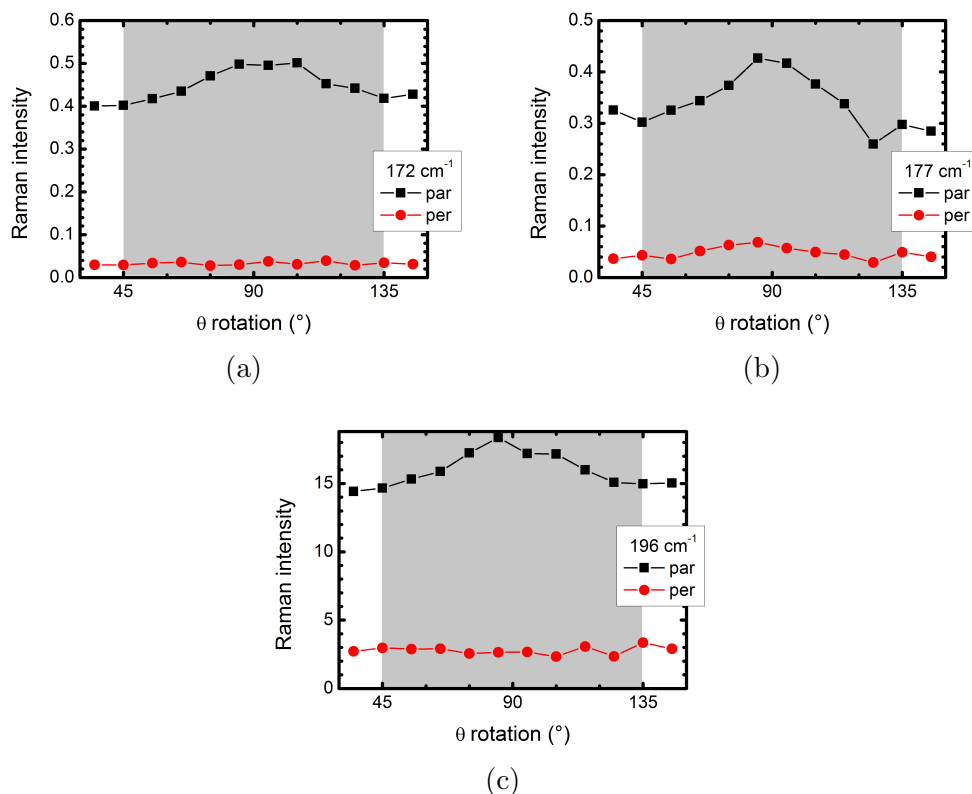 0.6
0.5
0.4
0.3
0.2
0.1
0.0
Raman intensity
45 90 135
θ rotation (°)
172 cm⁻¹
par
per
(a)
0.5
0.4
0.3
0.2
0.1
0.0
Raman intensity
45 90 135
θ rotation (°)
177 cm⁻¹
par
per
(b)
15
10
5
0
Raman intensity
45 90 135
θ rotation (°)
196 cm⁻¹
par
per
(c)